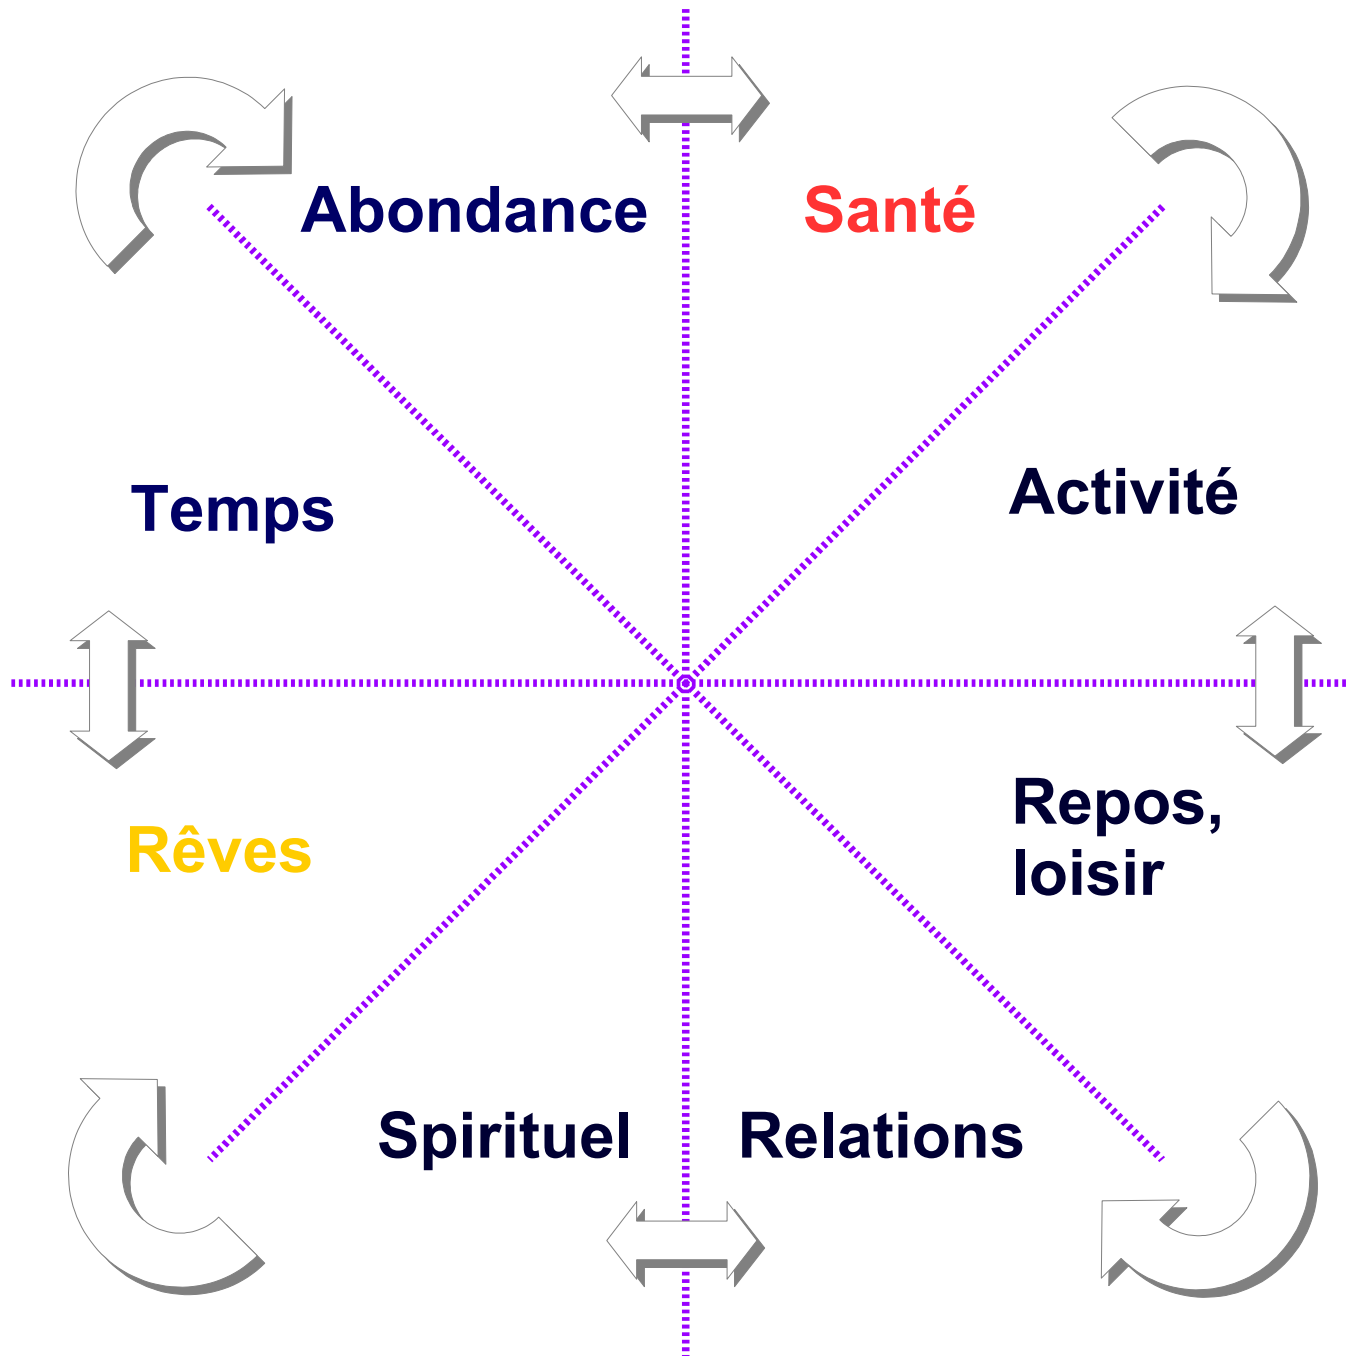 Abondance
Santé
Temps
Activité
Rêves
Repos,
loisir
Spirituel
Relations